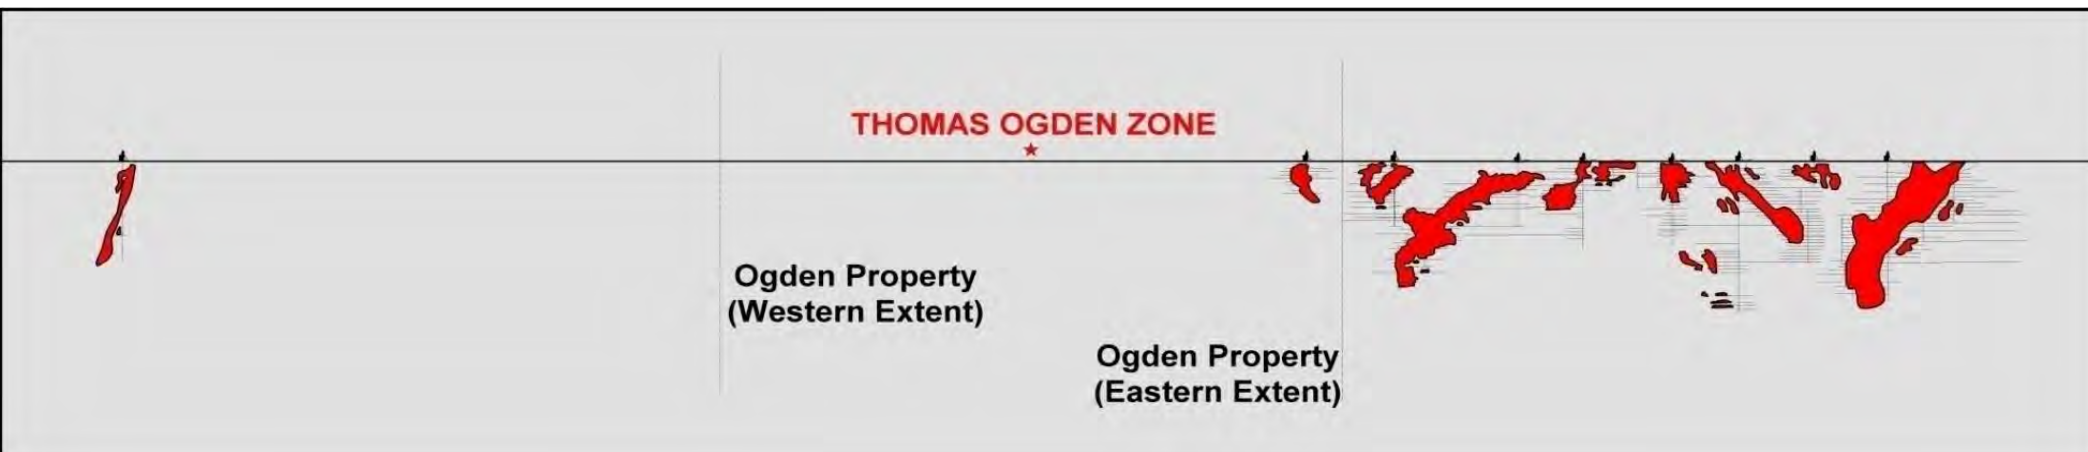 THOMAS OGDEN ZONE
Ogden Property
(Western Extent)
Ogden Property
(Eastern Extent)